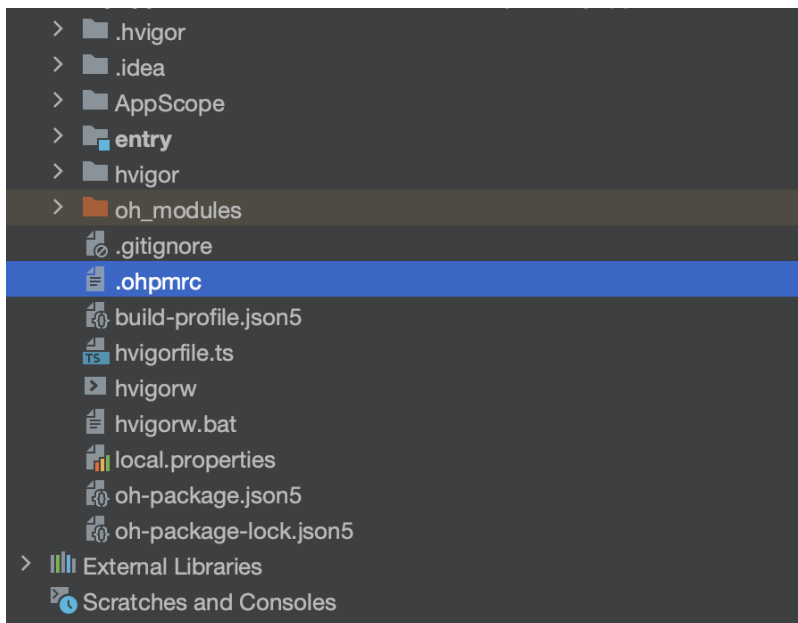 .hvigor
.idea
AppScope
entry
hvigor
oh_modules
.gitignore
.ohpmrc
build-profile.json5
TS hvigorfile.ts
hvigorw
hvigorw.bat
local.properties
oh-package.json5
oh-package-lock.json5
External Libraries
Scratches and Consoles